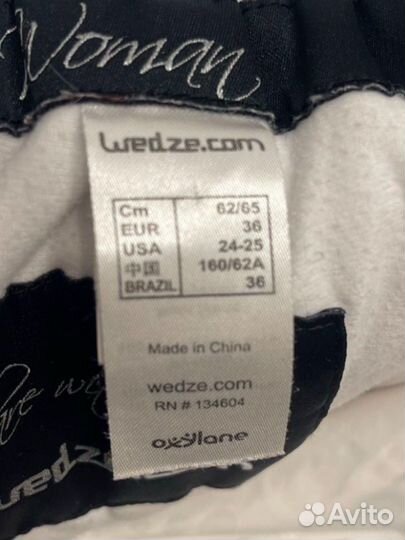 Woman
wedze.com
Cm 62/65
EUR 36
USA 24-25
中国 160/62A
BRAZIL 36
Made in China
wedze.com
RN # 134604
oxylane
Avito